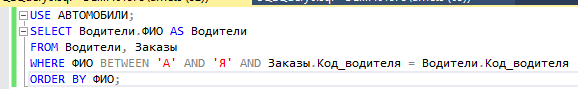 USE АВТОМОБИЛИ;
SELECT Водители.ФИО AS Водители
FROM Водители, Заказы
WHERE ФИО BETWEEN 'А' AND 'Я' AND Заказы.Код_водителя = Водители.Код_водителя
ORDER BY ФИО;